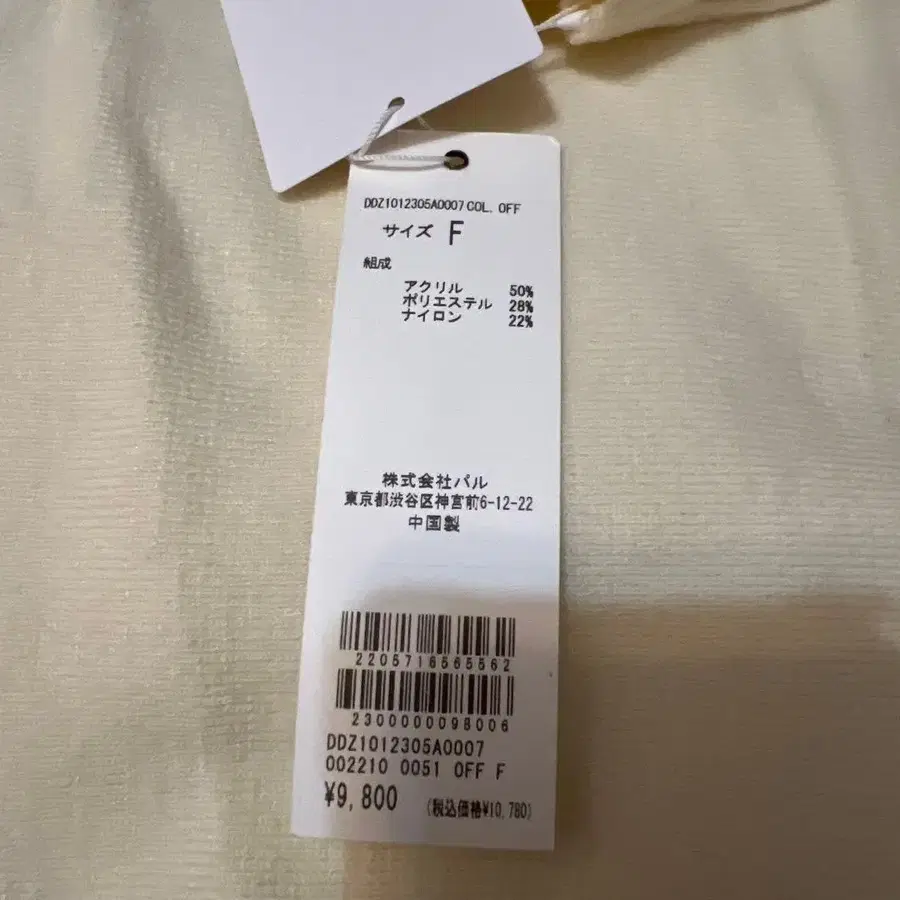 DDZ1012305A0007 COL. OFF
サイズ F
組成
アクリル 50%
ポリエステル 28%
ナイロン 22%
株式会社パル
東京都渋谷区神宮前6-12-22
中国製
2205716565562
2300000098006
DDZ1012305A0007
002210 0051 OFF F
¥9,800 (税込価格¥10,780)